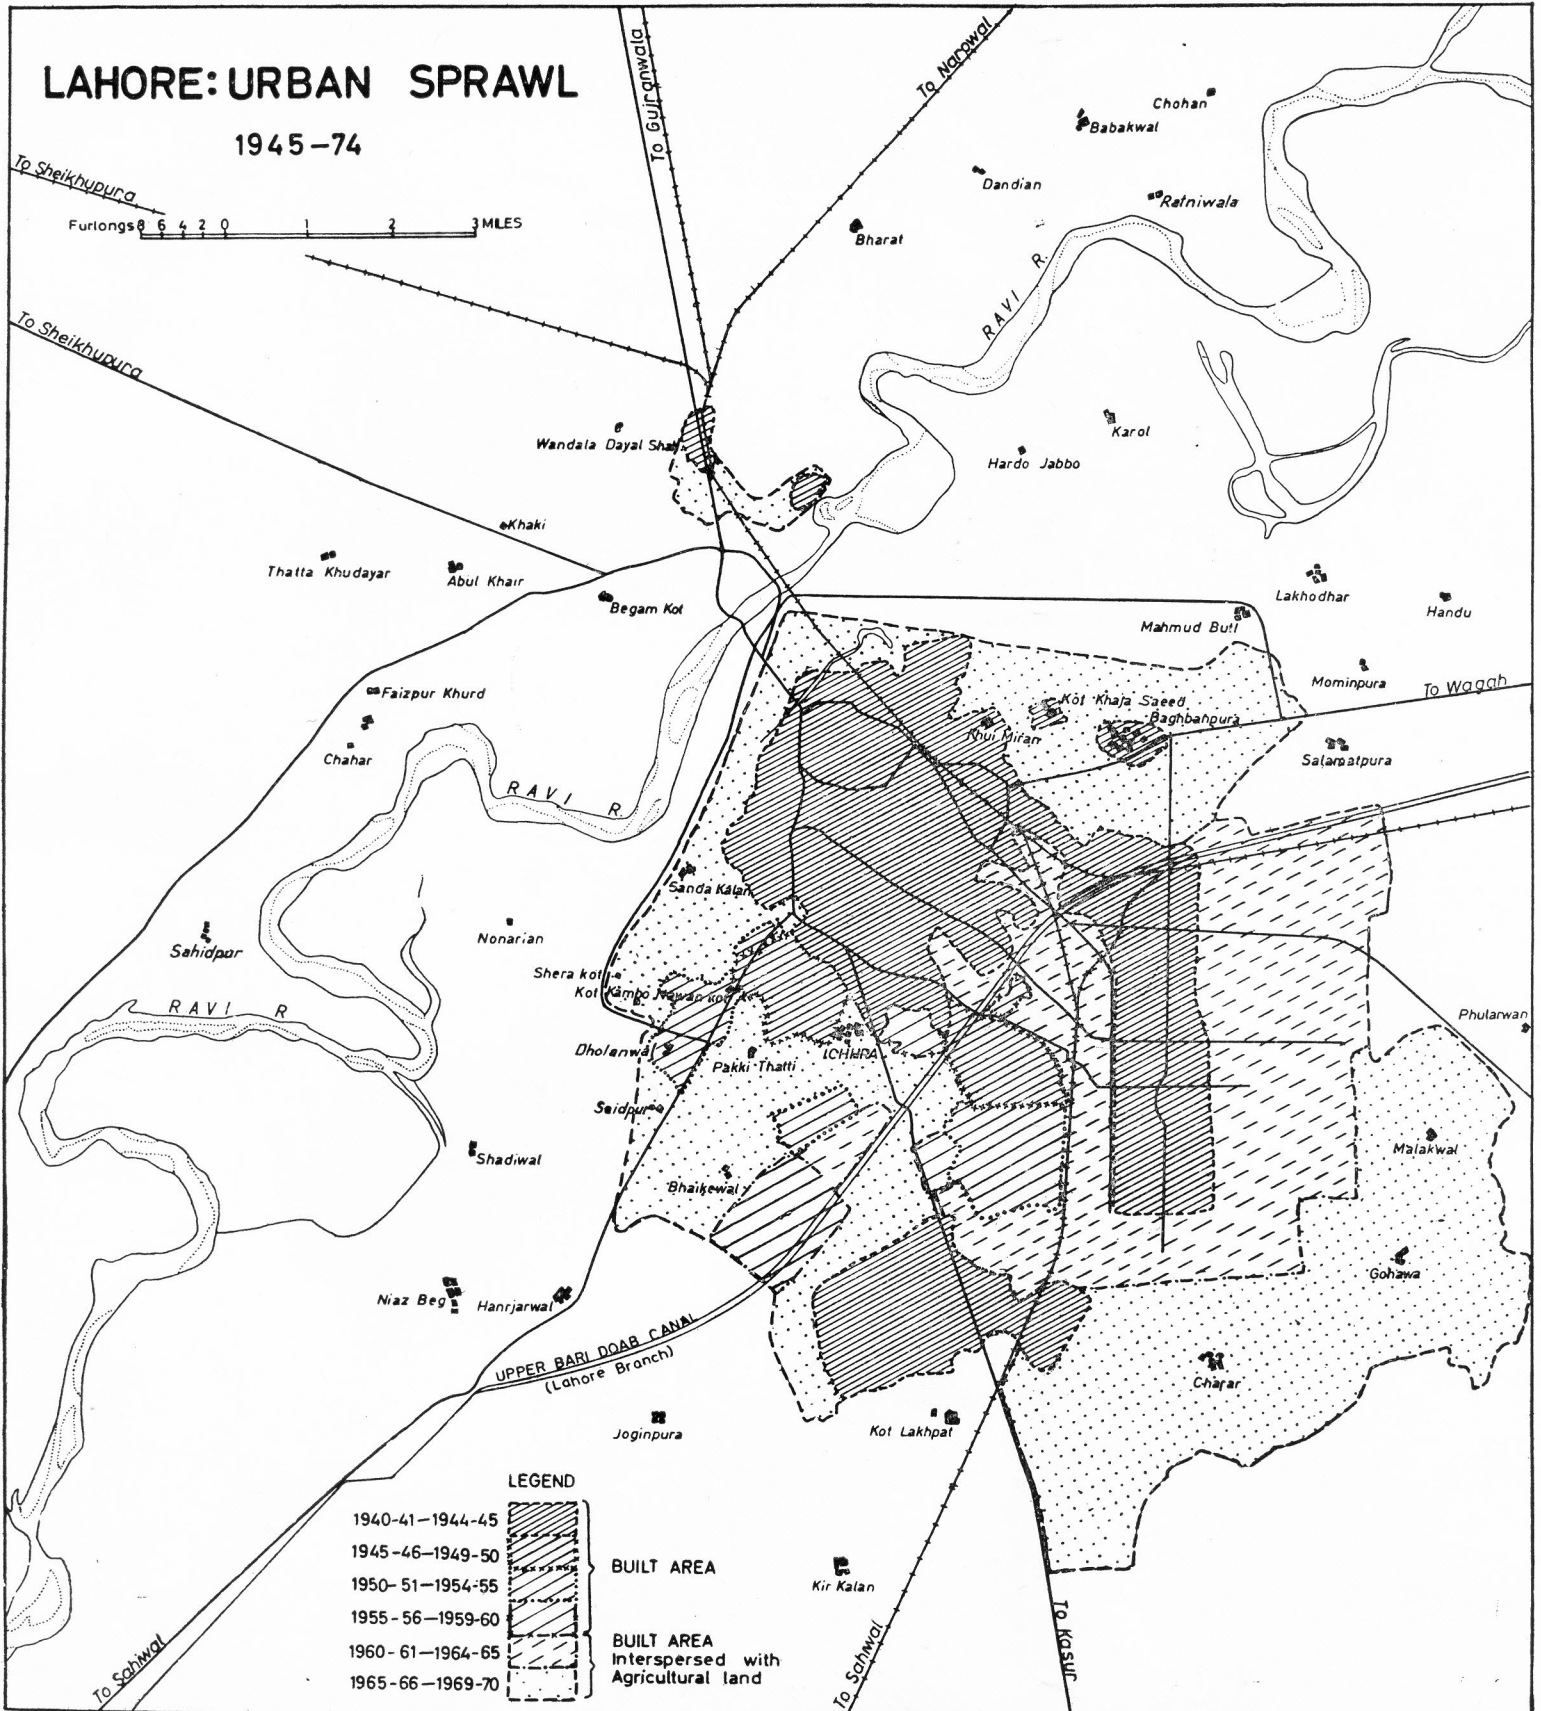 LAHORE: URBAN SPRAWL
1945-74
To Sheikhupura
Furlongs 8 6 4 2 0 1 2 3 MILES
To Gujranwala
To Narowal
Chohan
Babakwal
Dandian
Ratniwala
Bharat
RAVI R.
To Sheikhupura
Wandala Dayal Shah
Karol
Hardo Jabbo
Khaki
Thatta Khudayar
Abul Khair
Begam Kot
Lakhodhar
Handu
Mahmud Buti
Mominpura
To Wagah
Faizpur Khurd
Kot Khaja Saeed
Baghbanpura
Khui Miran
Chahar
Salamatpura
RAVI R.
Sanda Kalan
Sahidpur
Nonarian
Shera kot
Kot Kambo
Nawan kot
RAVI R
Phularwan
Dholanwal
Pakki Thatti
ICHHRA
Saidpur
Malakwal
Shadiwal
Bhaikewal
Gohawa
Niaz Beg
Hanrjarwal
UPPER BARI DOAB CANAL
(Lahore Branch)
Charar
Joginpura
Kot Lakhpat
LEGEND
1940-41-1944-45
1945-46-1949-50
1950-51-1954-55
1955-56-1959-60
BUILT AREA
1960-61-1964-65
1965-66-1969-70
BUILT AREA
Interspersed with
Agricultural land
Kir Kalan
To Sahiwal
To Sahiwal
To Kasur